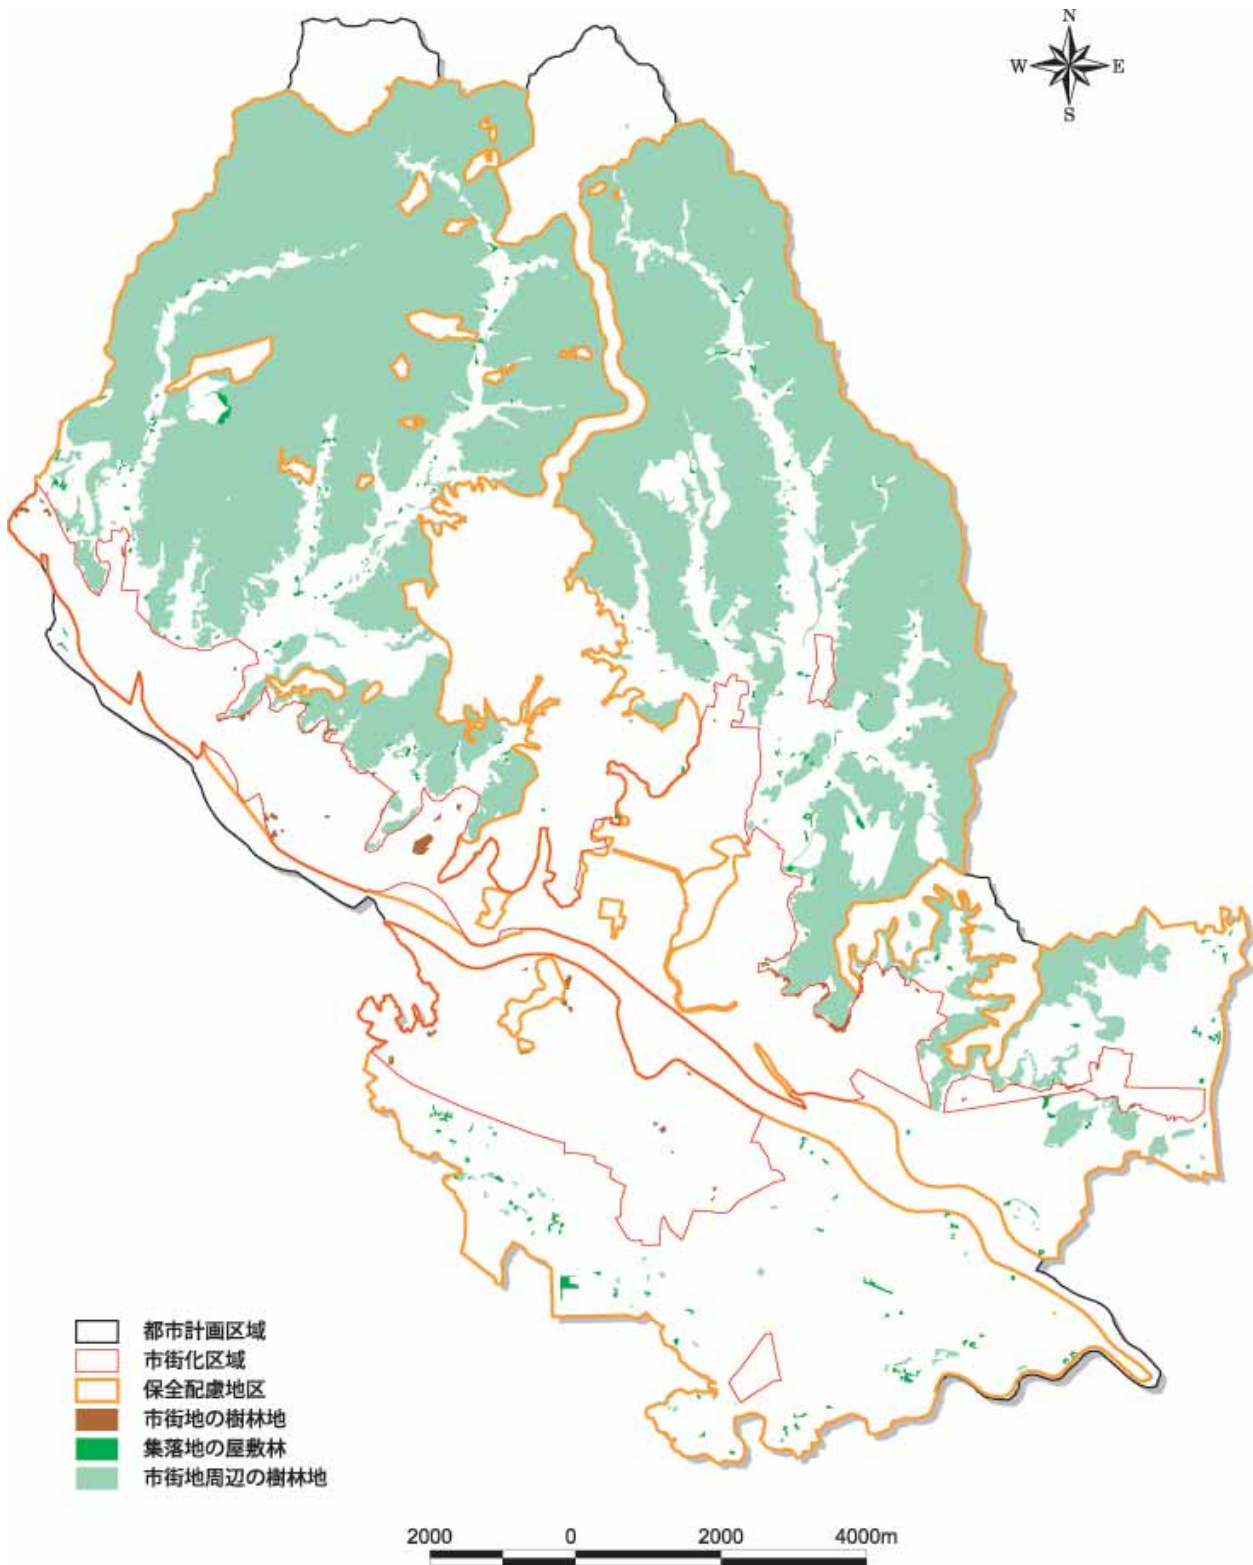 N
W E
S
都市計画区域
市街化区域
保全配慮地区
市街地の樹林地
集落地の屋敷林
市街地周辺の樹林地
2000 0 2000 4000m